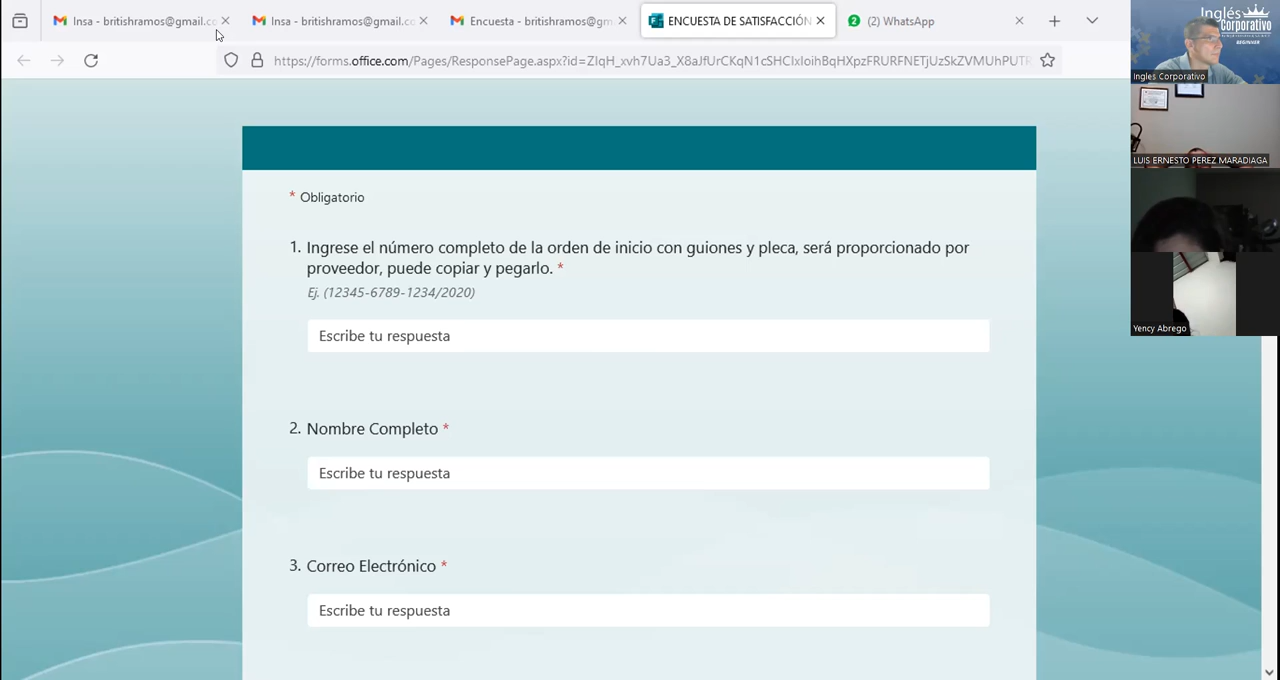 Insa - britishramos@gmail.cc
Insa - britishramos@gmail.cc
Encuesta - britishramos@gm
ENCUESTA DE SATISFACCIÓN
(2) WhatsApp
https://forms.office.com/Pages/ResponsePage.aspx?id=
* Obligatorio
1. Ingrese el número completo de la orden de inicio con guiones y pleca, será proporcionado por
proveedor, puede copiar y pegarlo. *
Ej. (12345-6789-1234/2020)
Escribe tu respuesta
2. Nombre Completo *
Escribe tu respuesta
3. Correo Electrónico *
Escribe tu respuesta
Inglés
Corporativo
BEGINNER
Ingles Corporativo
LUIS ERNESTO PEREZ MARADIAGA
Yency Abrego